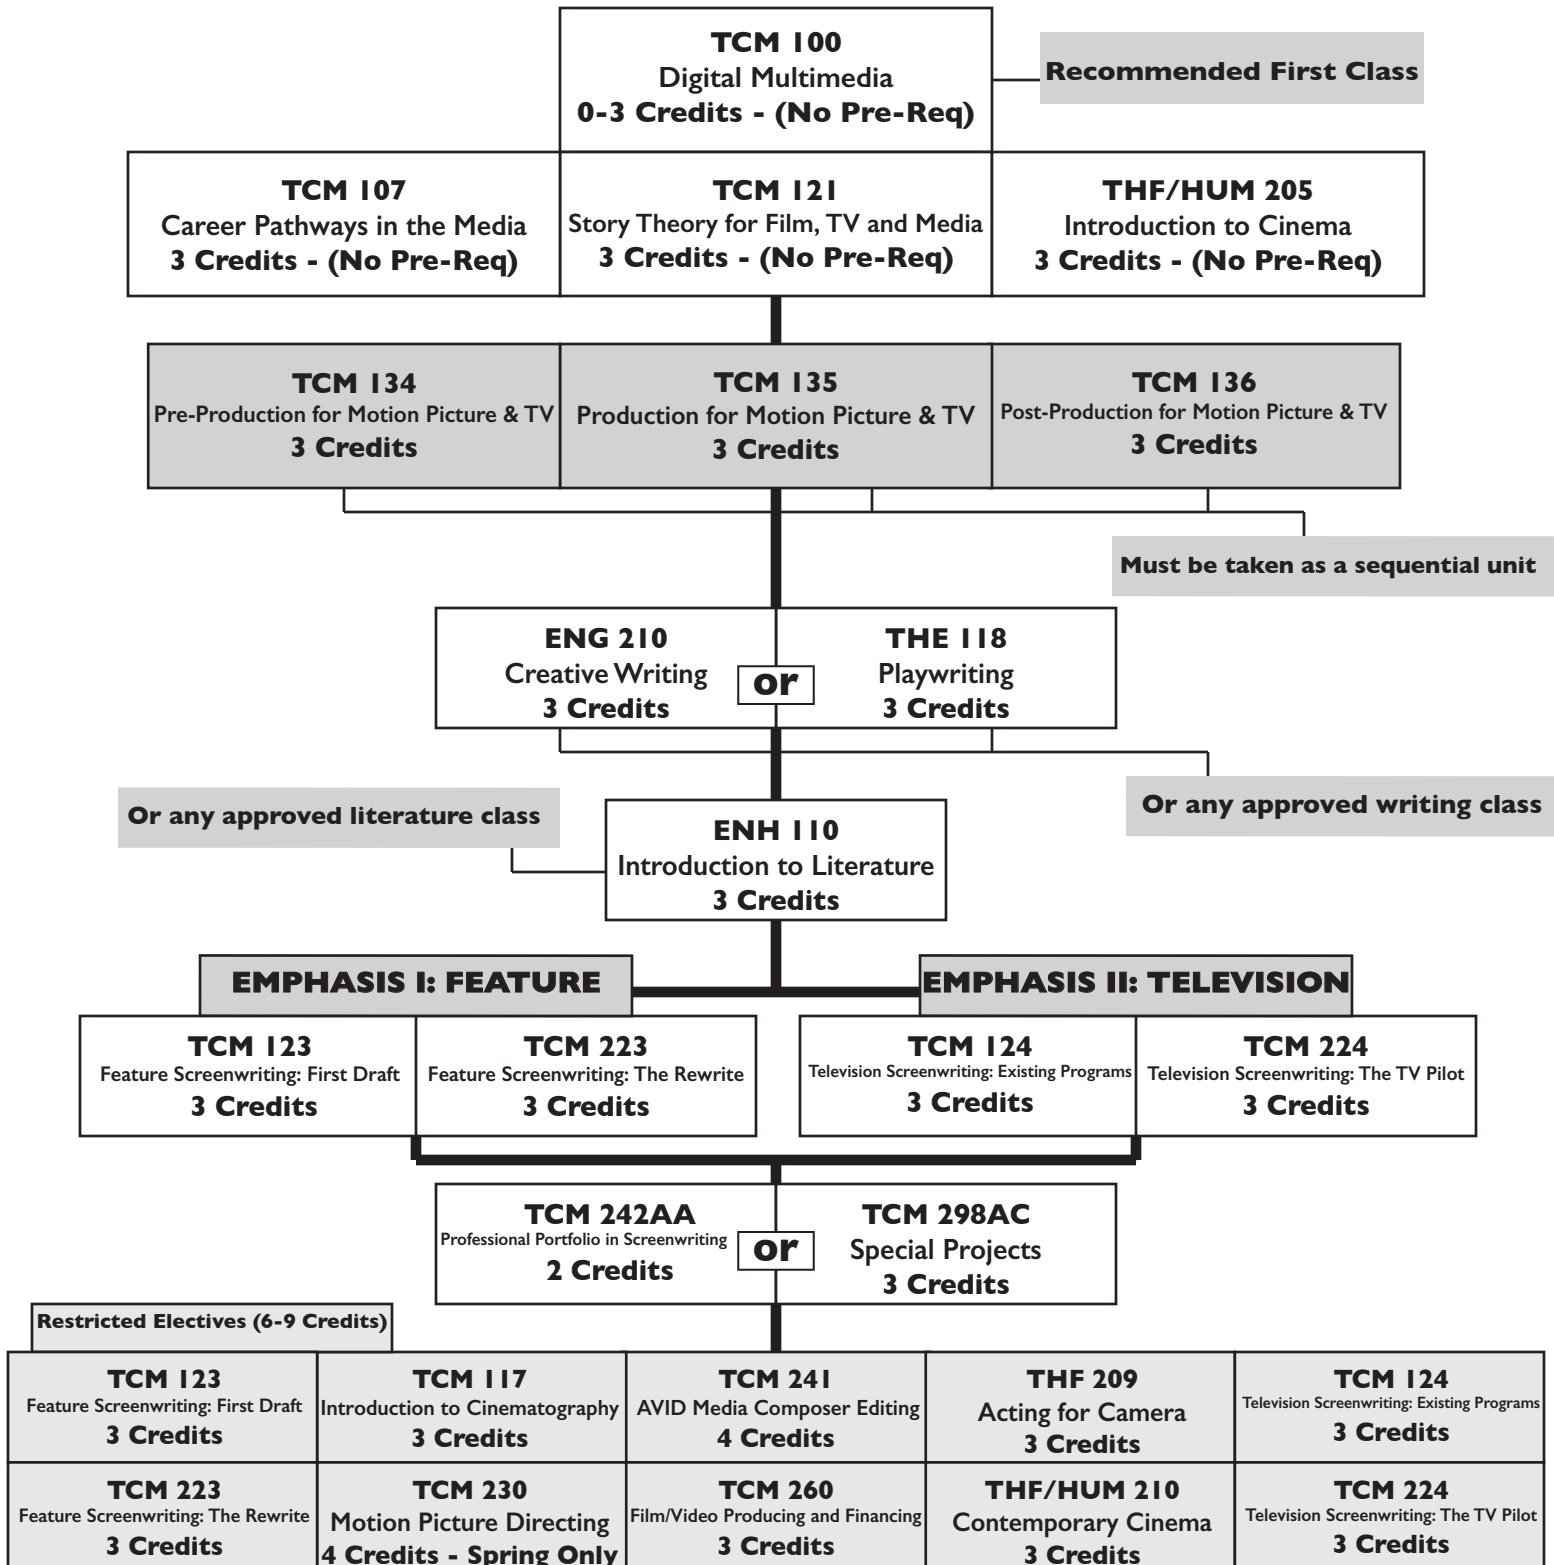 TCM 100
Digital Multimedia
0-3 Credits - (No Pre-Req)
Recommended First Class
TCM 107
Career Pathways in the Media
3 Credits - (No Pre-Req)
TCM 121
Story Theory for Film, TV and Media
3 Credits - (No Pre-Req)
THF/HUM 205
Introduction to Cinema
3 Credits - (No Pre-Req)
TCM 134
Pre-Production for Motion Picture & TV
3 Credits
TCM 135
Production for Motion Picture & TV
3 Credits
TCM 136
Post-Production for Motion Picture & TV
3 Credits
Must be taken as a sequential unit
ENG 210
Creative Writing
3 Credits
or
THE 118
Playwriting
3 Credits
Or any approved writing class
Or any approved literature class
ENH 110
Introduction to Literature
3 Credits
EMPHASIS I: FEATURE
TCM 123
Feature Screenwriting: First Draft
3 Credits
TCM 223
Feature Screenwriting: The Rewrite
3 Credits
EMPHASIS II: TELEVISION
TCM 124
Television Screenwriting: Existing Programs
3 Credits
TCM 224
Television Screenwriting: The TV Pilot
3 Credits
TCM 242AA
Professional Portfolio in Screenwriting
2 Credits
or
TCM 298AC
Special Projects
3 Credits
Restricted Electives (6-9 Credits)
TCM 123
Feature Screenwriting: First Draft
3 Credits
TCM 117
Introduction to Cinematography
3 Credits
TCM 241
AVID Media Composer Editing
4 Credits
THF 209
Acting for Camera
3 Credits
TCM 124
Television Screenwriting: Existing Programs
3 Credits
TCM 223
Feature Screenwriting: The Rewrite
3 Credits
TCM 230
Motion Picture Directing
4 Credits - Spring Only
TCM 260
Film/Video Producing and Financing
3 Credits
THF/HUM 210
Contemporary Cinema
3 Credits
TCM 224
Television Screenwriting: The TV Pilot
3 Credits